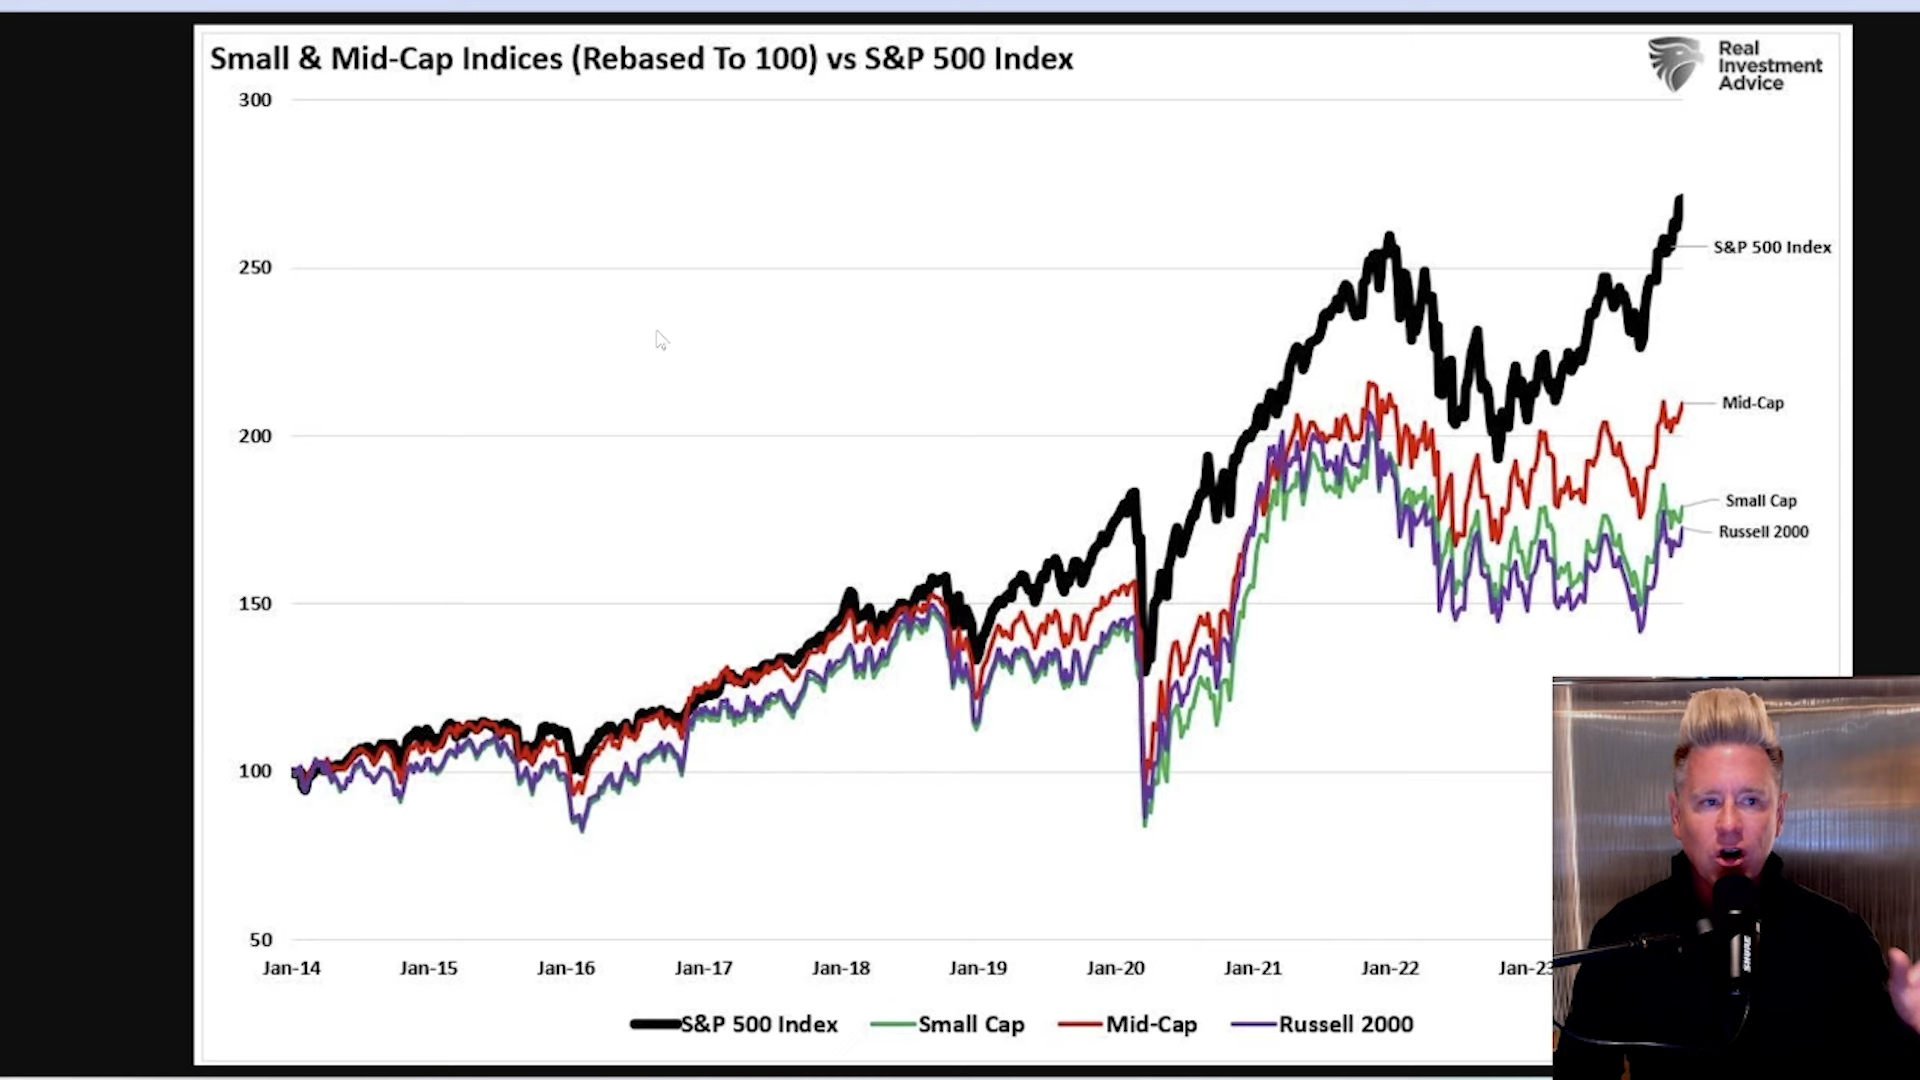 Small & Mid-Cap Indices (Rebased To 100) vs S&P 500 Index
Real
Investment
Advice
300
250
200
150
100
50
S&P 500 Index
Mid-Cap
Small Cap
Russell 2000
Jan-14
Jan-15
Jan-16
Jan-17
Jan-18
Jan-19
Jan-20
Jan-21
Jan-22
Jan-23
S&P 500 Index
Small Cap
Mid-Cap
Russell 2000
SHURE